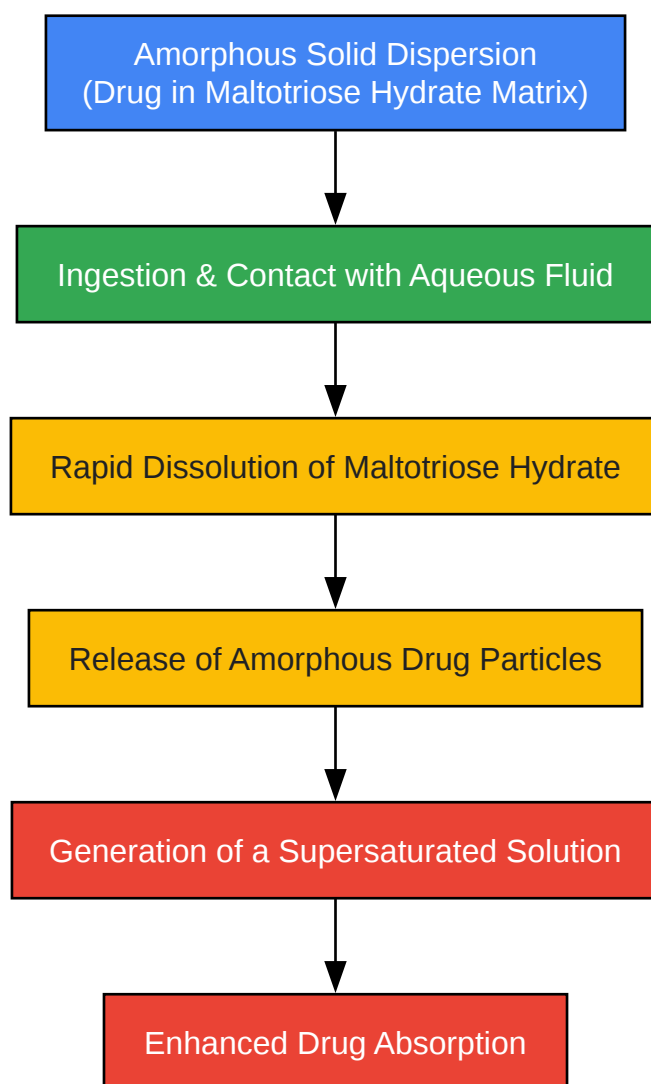 Amorphous Solid Dispersion
(Drug in Maltotriose Hydrate Matrix)
Ingestion & Contact with Aqueous Fluid
Rapid Dissolution of Maltotriose Hydrate
Release of Amorphous Drug Particles
Generation of a Supersaturated Solution
Enhanced Drug Absorption